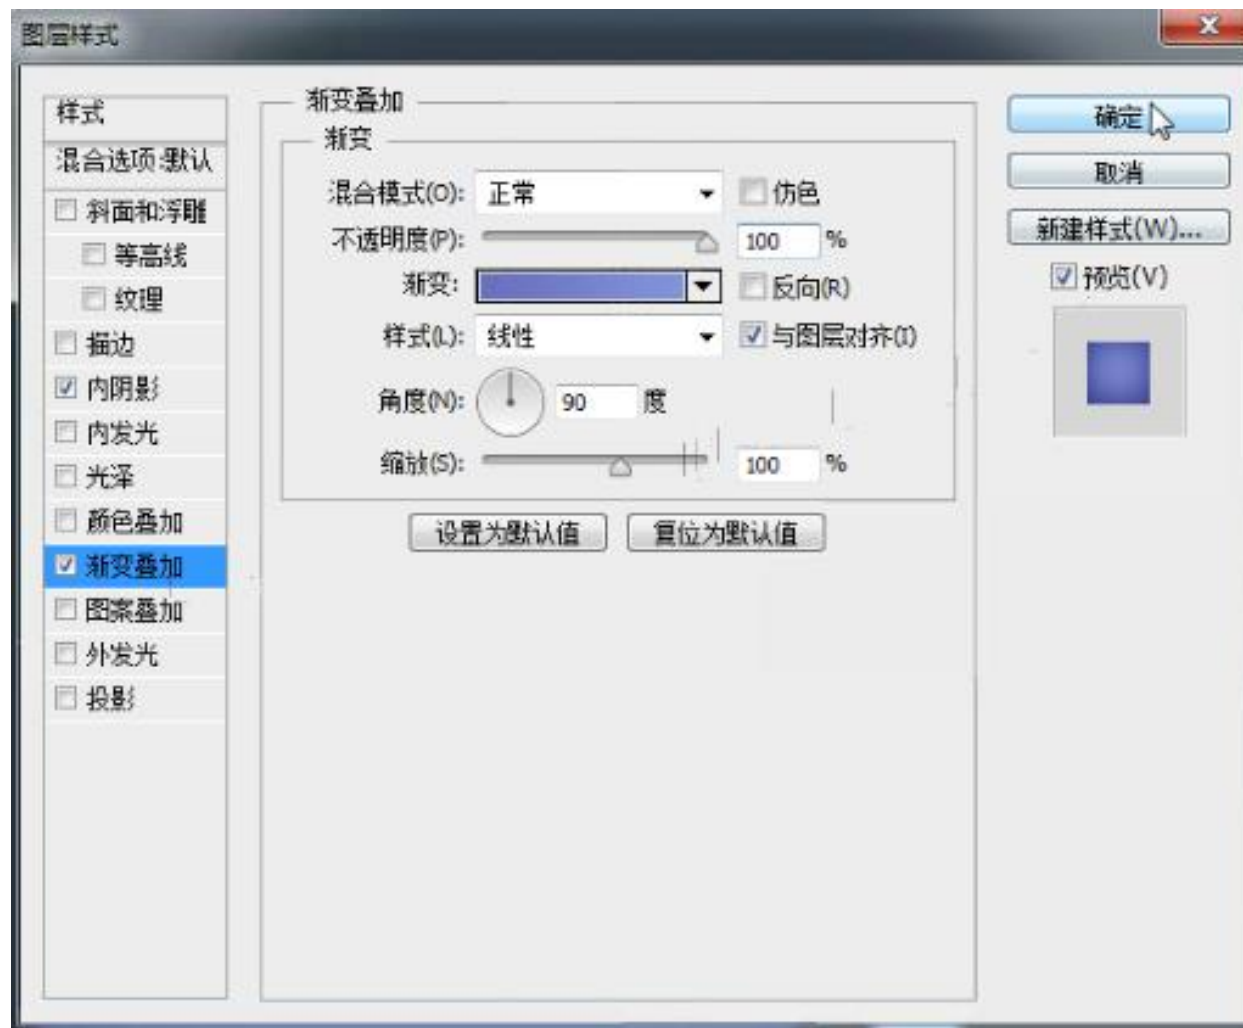 图层样式
样式
混合选项:默认
斜面和浮雕
等高线
纹理
描边
内阴影
内发光
光泽
颜色叠加
渐变叠加
图案叠加
外发光
投影
渐变叠加
渐变
混合模式(O): 正常 仿色
不透明度(P): 100 %
渐变: 反向(R)
样式(L): 线性 与图层对齐(I)
角度(N): 90 度
缩放(S): 100 %
设置为默认值 复位为默认值
确定
取消
新建样式(W)...
预览(V)